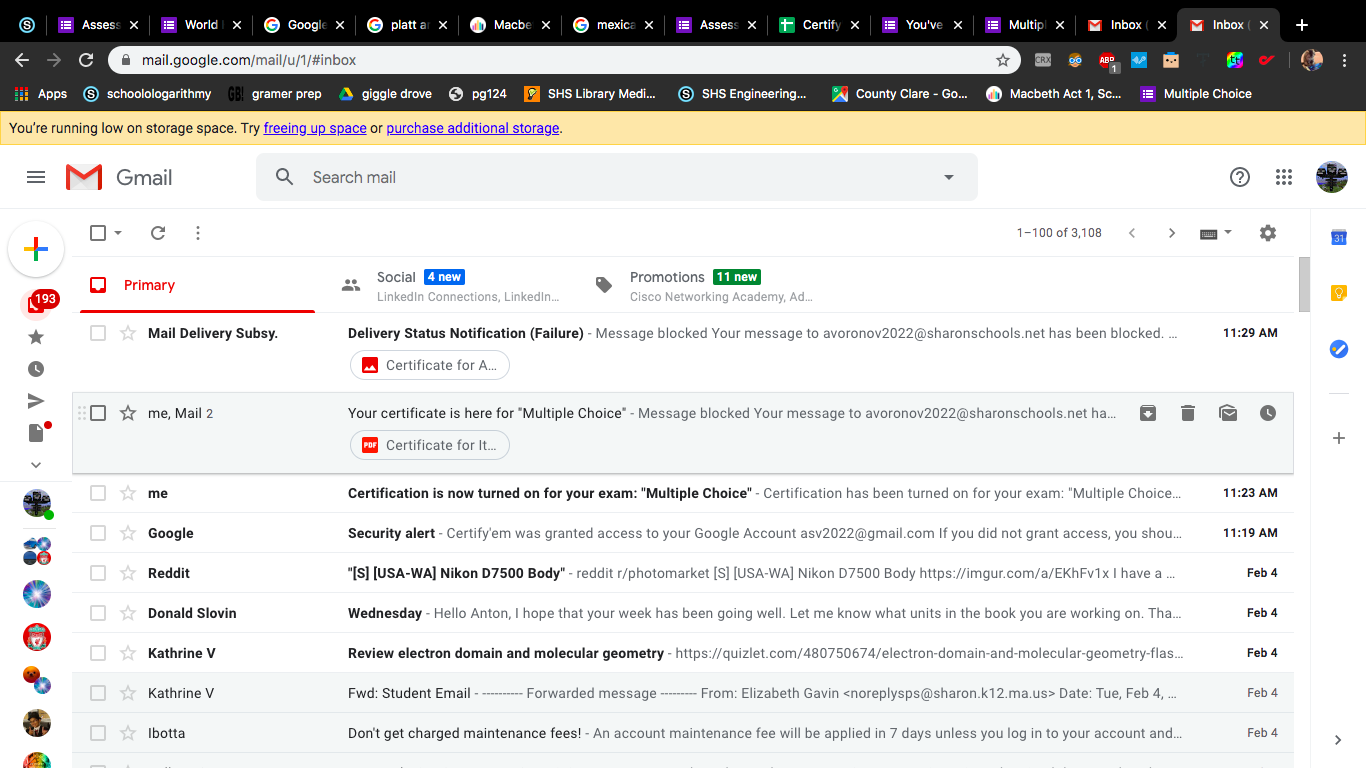 Assess
World
Google
platt ar
Macbe
mexica
Assess
Certify
You've
Multip
Inbox (
Inbox (
mail.google.com/mail/u/1/#inbox
CRX
ABP
1
Apps
schoolologarithmy
GB!
gramer prep
giggle drove
pg124
SHS Library Medi...
SHS Engineering...
County Clare - Go...
Macbeth Act 1, Sc...
Multiple Choice
You're running low on storage space. Try freeing up space or purchase additional storage.
Gmail
Search mail
1–100 of 3,108
31
193
Primary
Social 4 new
LinkedIn Connections, LinkedIn...
Promotions 11 new
Cisco Networking Academy, Ad...
Mail Delivery Subsy. Delivery Status Notification (Failure) - Message blocked Your message to avoronov2022@sharonschools.net has been blocked. ... 11:29 AM
Certificate for A...
me, Mail 2 Your certificate is here for "Multiple Choice" - Message blocked Your message to avoronov2022@sharonschools.net ha...
PDF Certificate for It...
me Certification is now turned on for your exam: "Multiple Choice" - Certification has been turned on for your exam: "Multiple Choice... 11:23 AM
Google Security alert - Certify'em was granted access to your Google Account asv2022@gmail.com If you did not grant access, you shou... 11:19 AM
Reddit "[S] [USA-WA] Nikon D7500 Body" - reddit r/photomarket [S] [USA-WA] Nikon D7500 Body https://imgur.com/a/EKhFv1x I have a ... Feb 4
Donald Slovin Wednesday - Hello Anton, I hope that your week has been going well. Let me know what units in the book you are working on. Tha... Feb 4
Kathrine V Review electron domain and molecular geometry - https://quizlet.com/480750674/electron-domain-and-molecular-geometry-flas... Feb 4
Kathrine V Fwd: Student Email - ---------- Forwarded message --------- From: Elizabeth Gavin <noreplysps@sharon.k12.ma.us> Date: Tue, Feb 4, ... Feb 4
Ibotta Don't get charged maintenance fees! - An account maintenance fee will be applied in 7 days unless you log in to your account and... Feb 4